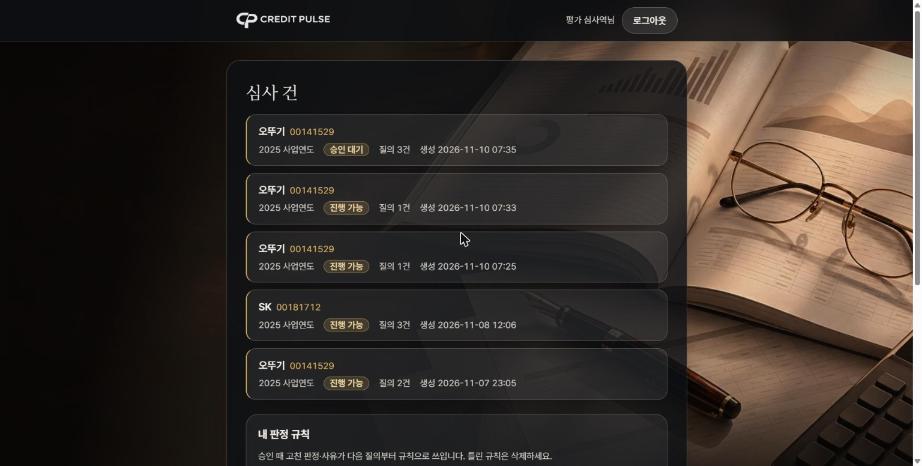 CREDIT PULSE
평가 심사역님
로그아웃
심사 건
오뚜기 00141529
2025 사업연도 승인 대기 질의 3건 생성 2026-11-10 07:35
오뚜기 00141529
2025 사업연도 진행 가능 질의 1건 생성 2026-11-10 07:33
오뚜기 00141529
2025 사업연도 진행 가능 질의 1건 생성 2026-11-10 07:25
SK 00181712
2025 사업연도 진행 가능 질의 3건 생성 2026-11-08 12:06
오뚜기 00141529
2025 사업연도 진행 가능 질의 2건 생성 2026-11-07 23:05
내 판정 규칙
승인 때 고친 판정·사유가 다음 질의부터 규칙으로 쓰입니다. 틀린 규칙은 삭제하세요.